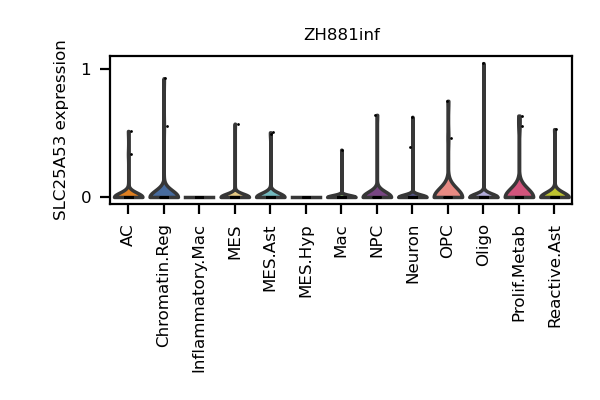 ZH881inf
SLC25A53 expression
1
0
AC
Chromatin.Reg
Inflammatory.Mac
MES
MES.Ast
MES.Hyp
Mac
NPC
Neuron
OPC
Oligo
Prolif.Metab
Reactive.Ast